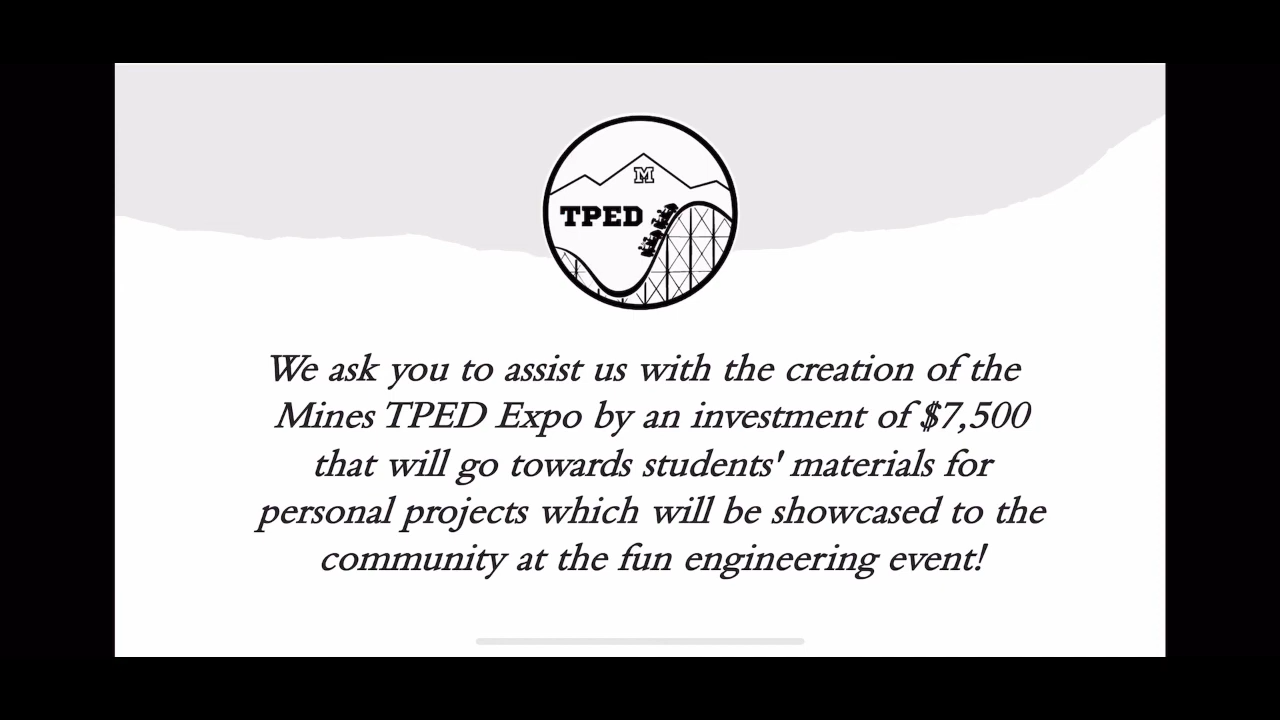 M
TPED
We ask you to assist us with the creation of the
Mines TPED Expo by an investment of $7,500
that will go towards students' materials for
personal projects which will be showcased to the
community at the fun engineering event!